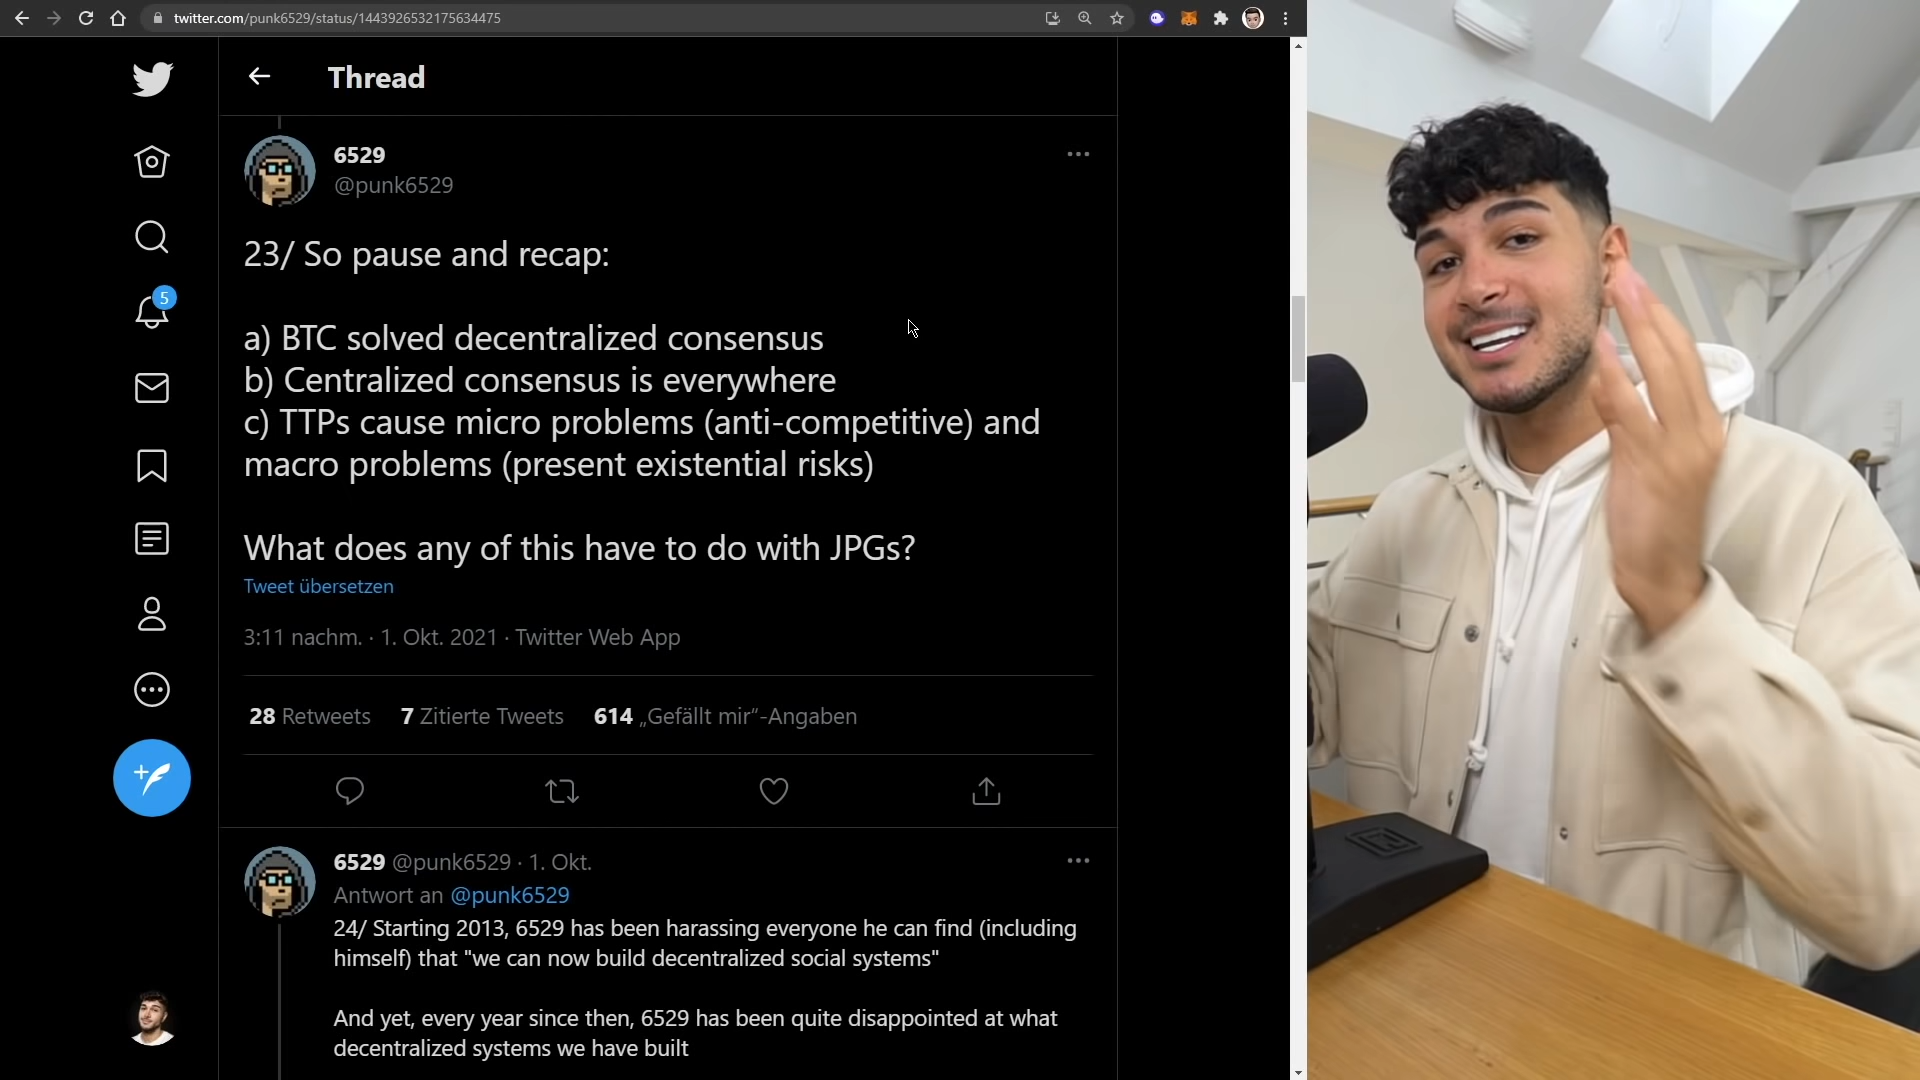 twitter.com/punk6529/status/1443926532175634475
Thread
6529
@punk6529
23/ So pause and recap:
a) BTC solved decentralized consensus
b) Centralized consensus is everywhere
c) TTPs cause micro problems (anti-competitive) and
macro problems (present existential risks)
What does any of this have to do with JPGs?
Tweet übersetzen
3:11 nachm. · 1. Okt. 2021 · Twitter Web App
28 Retweets 7 Zitierte Tweets 614 „Gefällt mir“-Angaben
5
6529 @punk6529 · 1. Okt.
Antwort an @punk6529
24/ Starting 2013, 6529 has been harassing everyone he can find (including
himself) that "we can now build decentralized social systems"
And yet, every year since then, 6529 has been quite disappointed at what
decentralized systems we have built